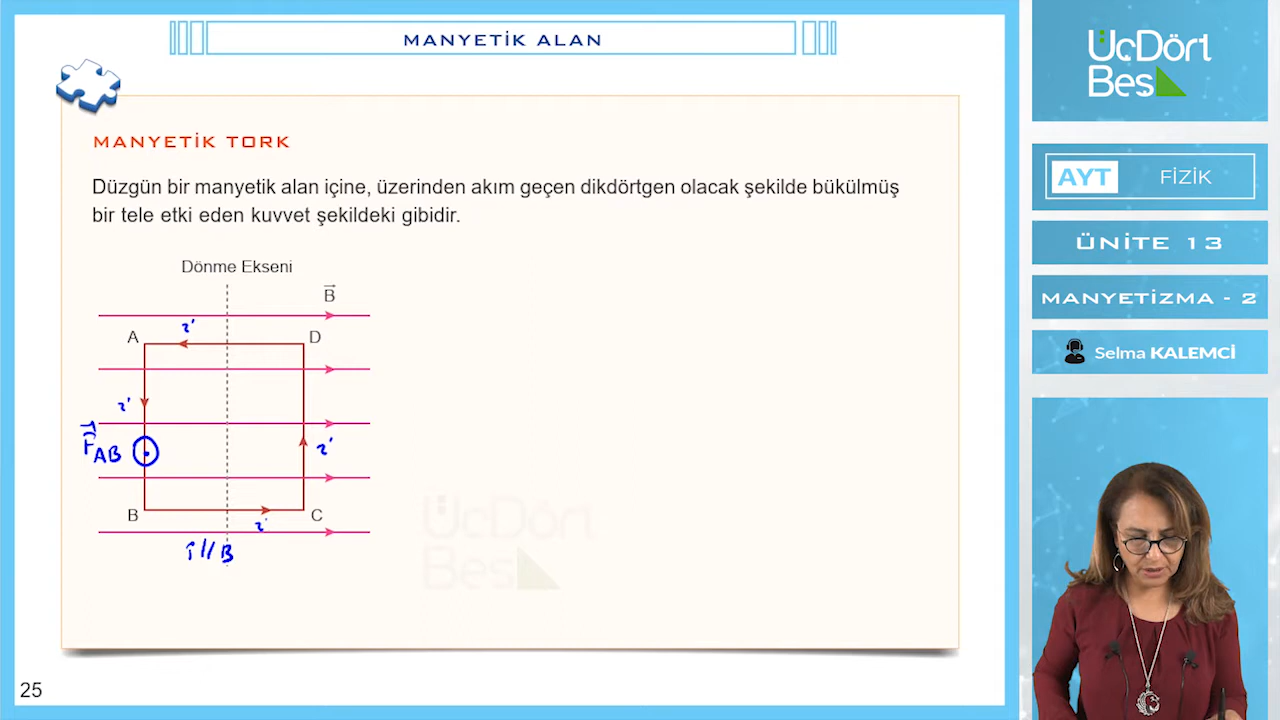 MANYETİK ALAN
MANYETİK TORK
Düzgün bir manyetik alan içine, üzerinden akım geçen dikdörtgen olacak şekilde bükülmüş
bir tele etki eden kuvvet şekildeki gibidir.
Dönme Ekseni
B
i
A
D
i
F AB
i
B
C
i
i // B
25
ÜçDört
Beş
ÜçDört
Beş
AYT FİZİK
ÜNİTE 13
MANYETİZMA - 2
Selma KALEMCİ